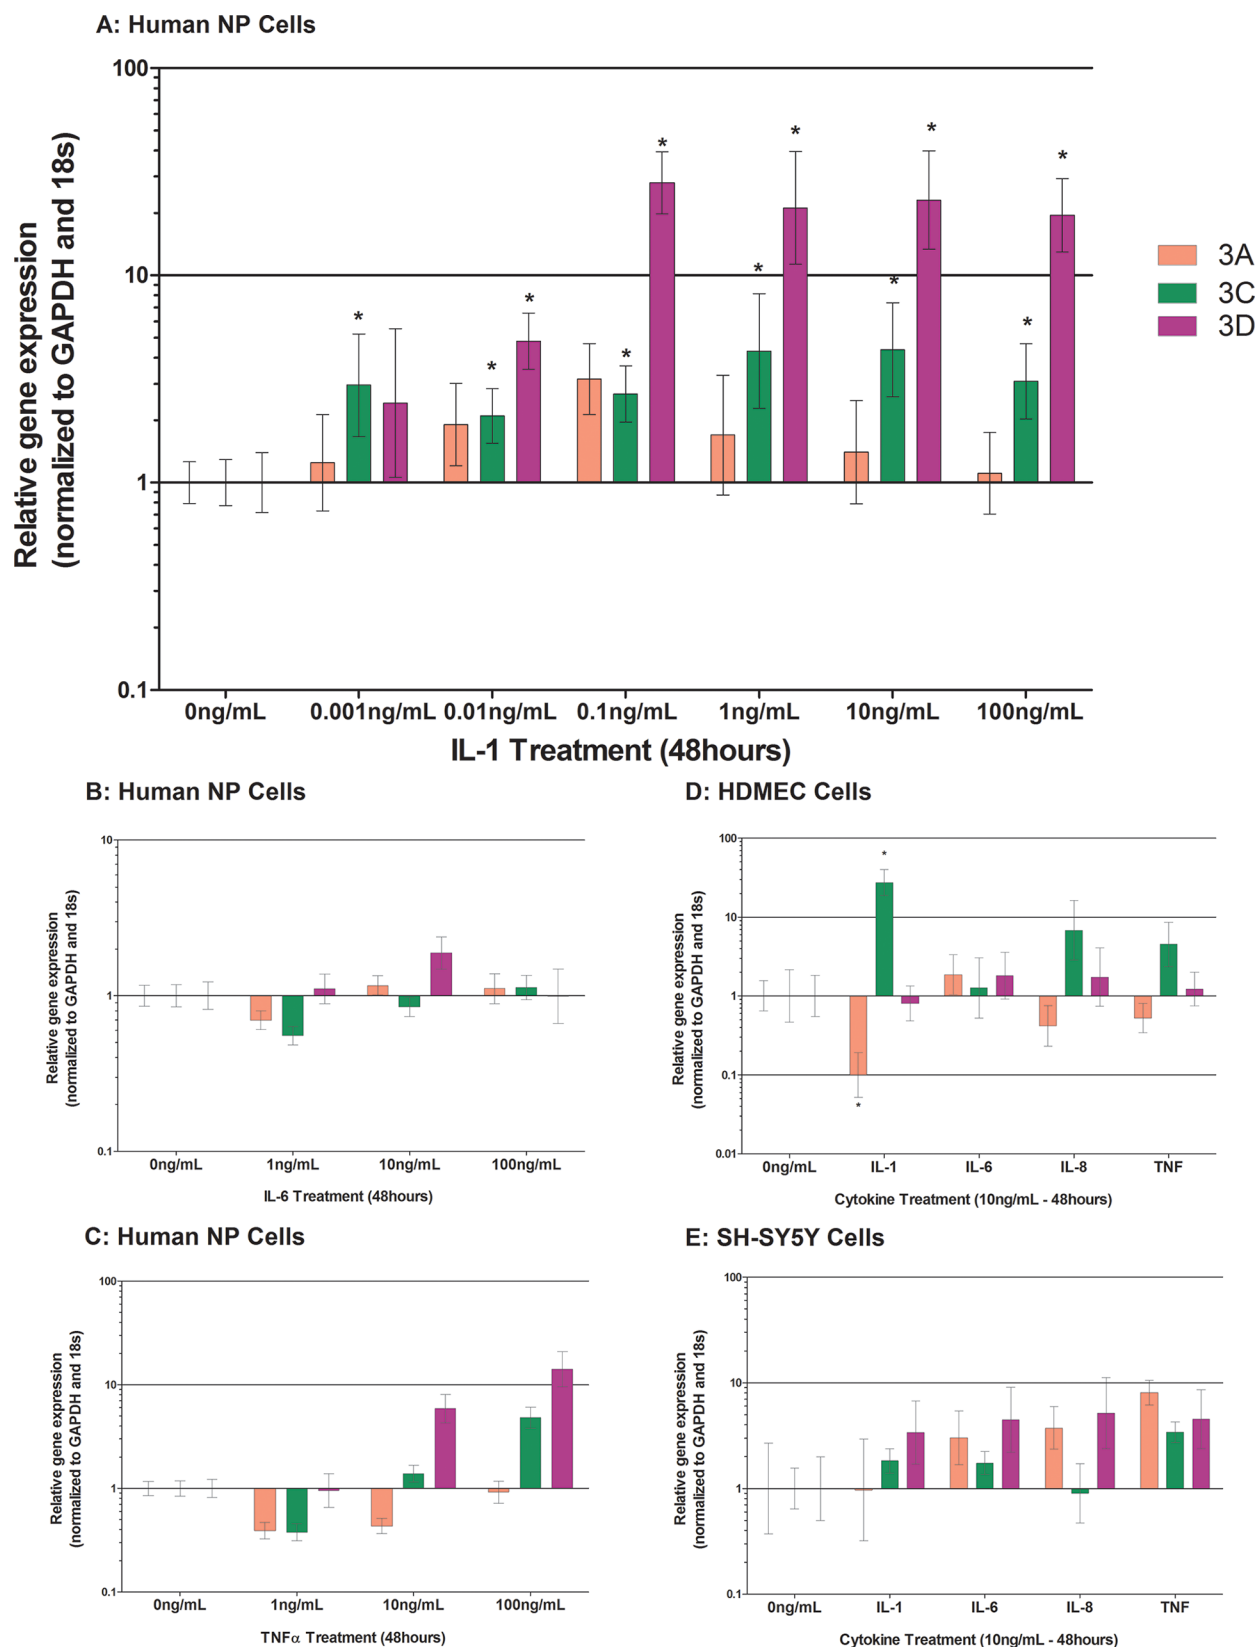 A: Human NP Cells
Relative gene expression
(normalized to GAPDH and 18s)
100
10
1
0.1
* * * * * * * * * * *
0ng/mL 0.001ng/mL 0.01ng/mL 0.1ng/mL 1ng/mL 10ng/mL 100ng/mL
IL-1 Treatment (48hours)
3A
3C
3D
B: Human NP Cells
Relative gene expression
(normalized to GAPDH and 18s)
10
1
0.1
0ng/mL 1ng/mL 10ng/mL 100ng/mL
IL-6 Treatment (48hours)
C: Human NP Cells
Relative gene expression
(normalized to GAPDH and 18s)
100
10
1
0.1
0ng/mL 1ng/mL 10ng/mL 100ng/mL
TNFα Treatment (48hours)
D: HDMEC Cells
Relative gene expression
(normalized to GAPDH and 18s)
100
10
1
0.1
0.01
*
*
0ng/mL IL-1 IL-6 IL-8 TNF
Cytokine Treatment (10ng/mL - 48hours)
E: SH-SY5Y Cells
Relative gene expression
(normalized to GAPDH and 18s)
100
10
1
0.1
0ng/mL IL-1 IL-6 IL-8 TNF
Cytokine Treatment (10ng/mL - 48hours)